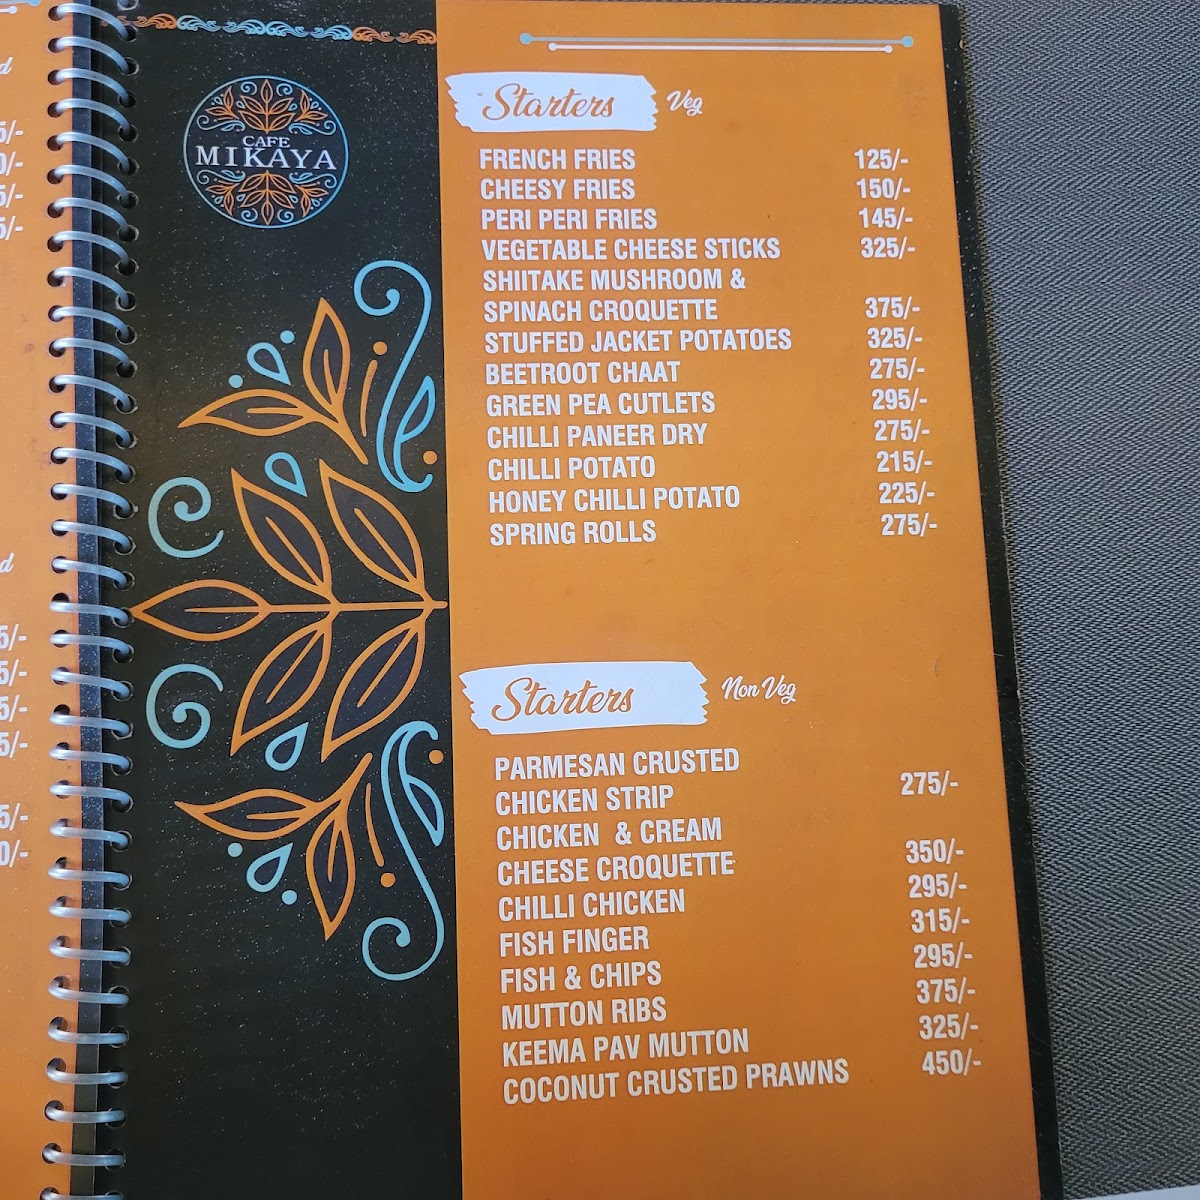 CAFE
MIKAYA
Starters Veg
FRENCH FRIES 125/-
CHEESY FRIES 150/-
PERI PERI FRIES 145/-
VEGETABLE CHEESE STICKS 325/-
SHIITAKE MUSHROOM &
SPINACH CROQUETTE 375/-
STUFFED JACKET POTATOES 325/-
BEETROOT CHAAT 275/-
GREEN PEA CUTLETS 295/-
CHILLI PANEER DRY 275/-
CHILLI POTATO 215/-
HONEY CHILLI POTATO 225/-
SPRING ROLLS 275/-
Starters Non Veg
PARMESAN CRUSTED
CHICKEN STRIP 275/-
CHICKEN & CREAM
CHEESE CROQUETTE 350/-
CHILLI CHICKEN 295/-
FISH FINGER 315/-
FISH & CHIPS 295/-
MUTTON RIBS 375/-
KEEMA PAV MUTTON 325/-
COCONUT CRUSTED PRAWNS 450/-